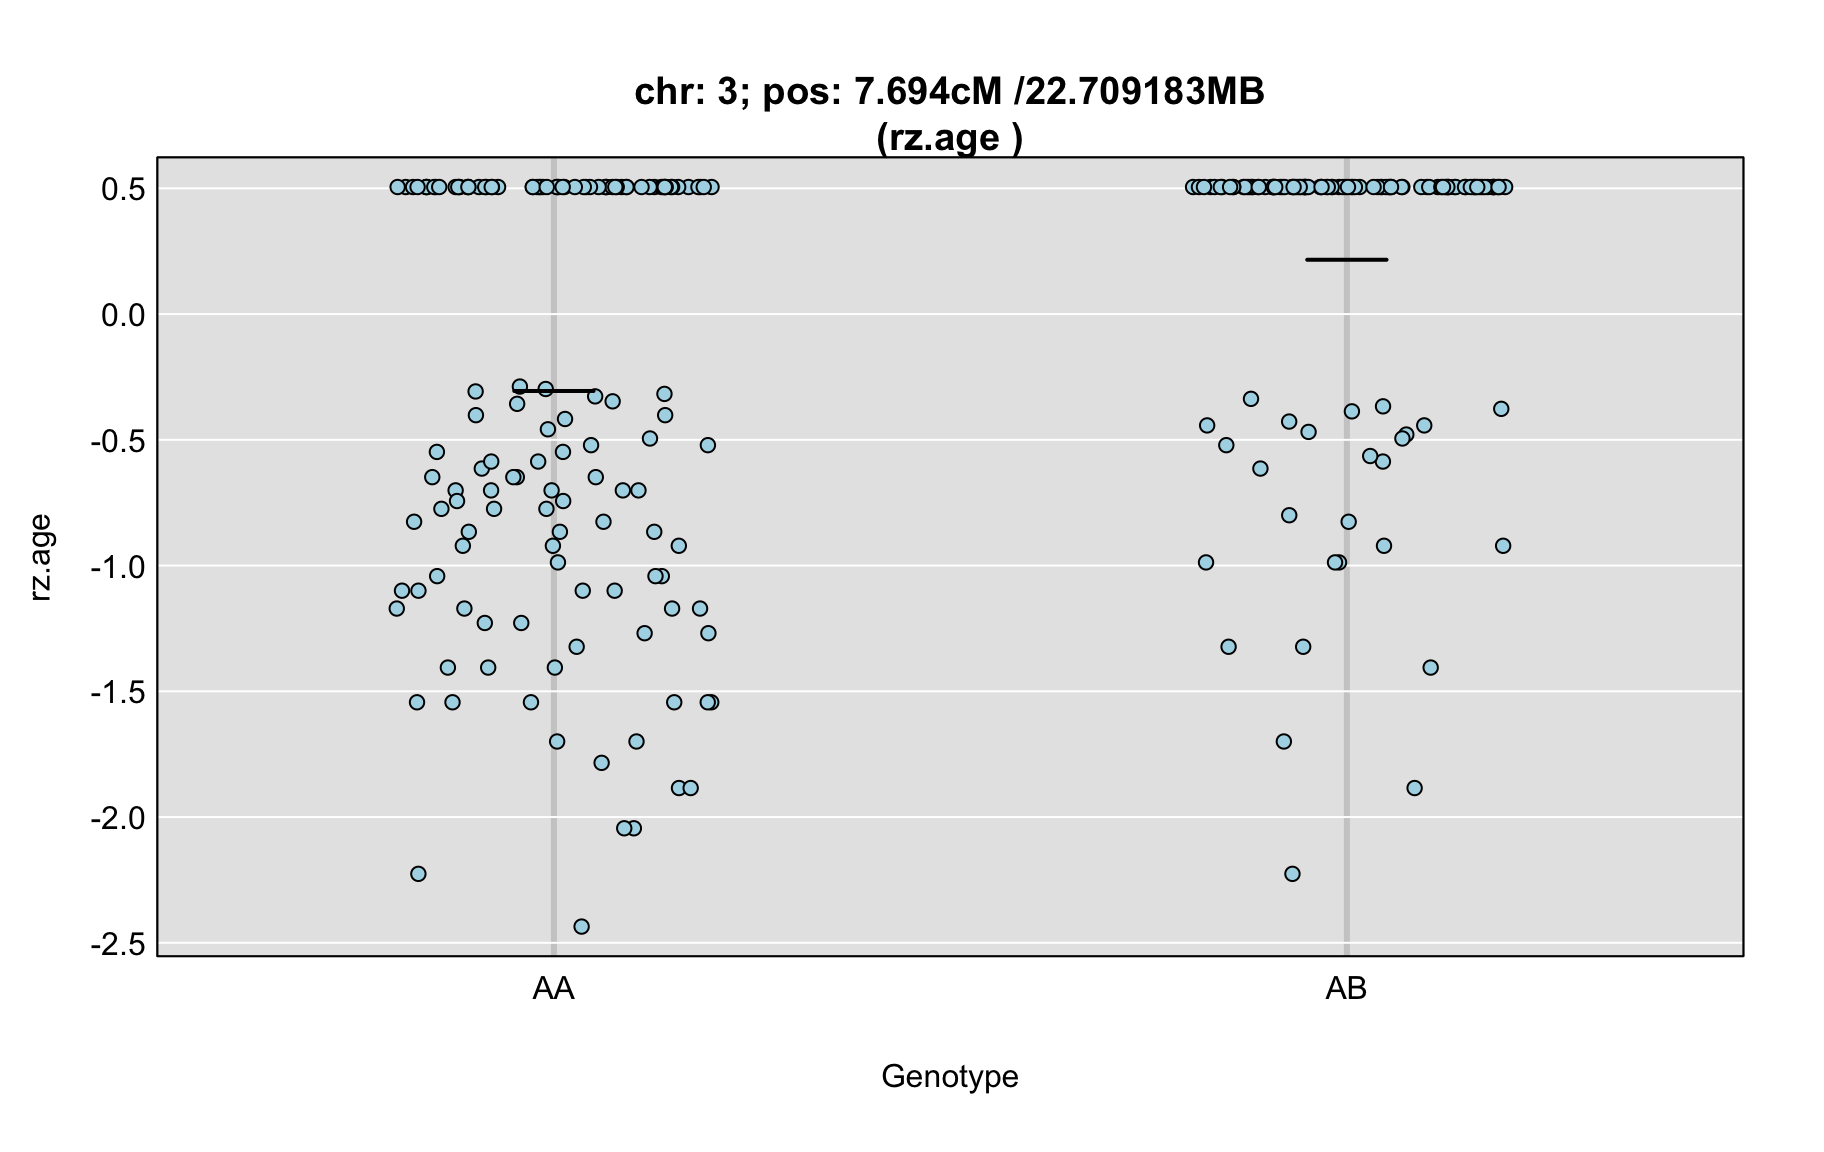 chr: 3; pos: 7.694cM /22.709183MB
(rz.age )
0.5
0.0
-0.5
-1.0
-1.5
-2.0
-2.5
rz.age
AA
AB
Genotype